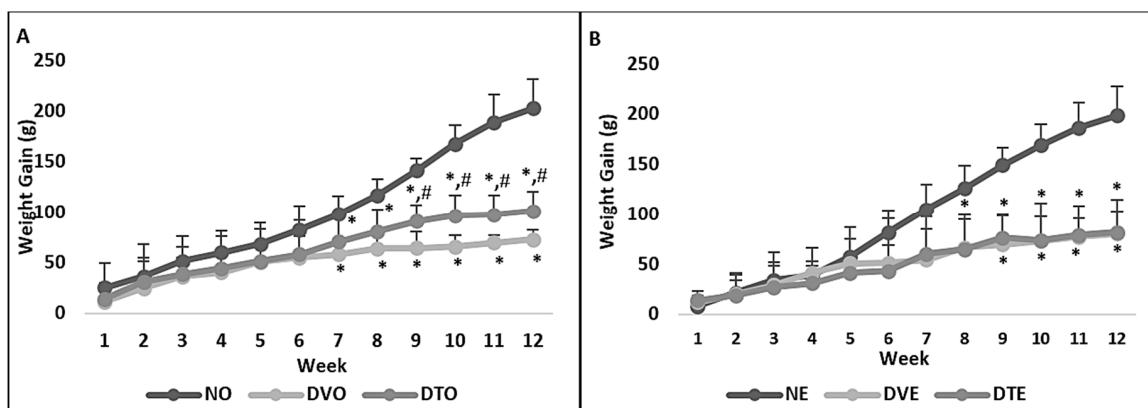 A
Weight Gain (g)
250
200
150
100
50
0
* * *,# *,# *,# *,#
* * * * * *
1 2 3 4 5 6 7 8 9 10 11 12
Week
NO DVO DTO
B
Weight Gain (g)
250
200
150
100
50
0
* * * * *
* * * *
1 2 3 4 5 6 7 8 9 10 11 12
Week
NE DVE DTE